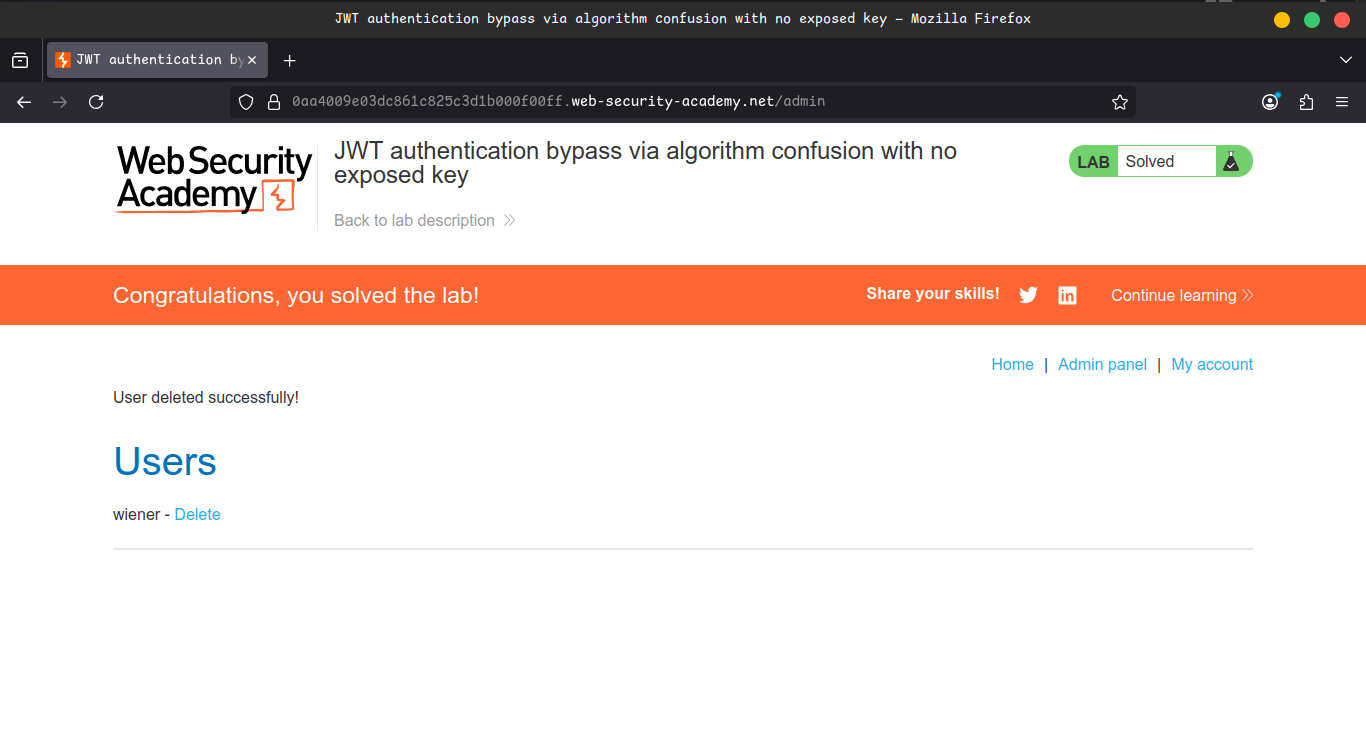 JWT authentication bypass via algorithm confusion with no exposed key – Mozilla Firefox
JWT authentication by
0aa4009e03dc861c825c3d1b000f00ff.web-security-academy.net/admin
Web Security
Academy
JWT authentication bypass via algorithm confusion with no
exposed key
LAB Solved
Back to lab description
Congratulations, you solved the lab!
Share your skills!
Continue learning
Home | Admin panel | My account
User deleted successfully!
Users
wiener - Delete